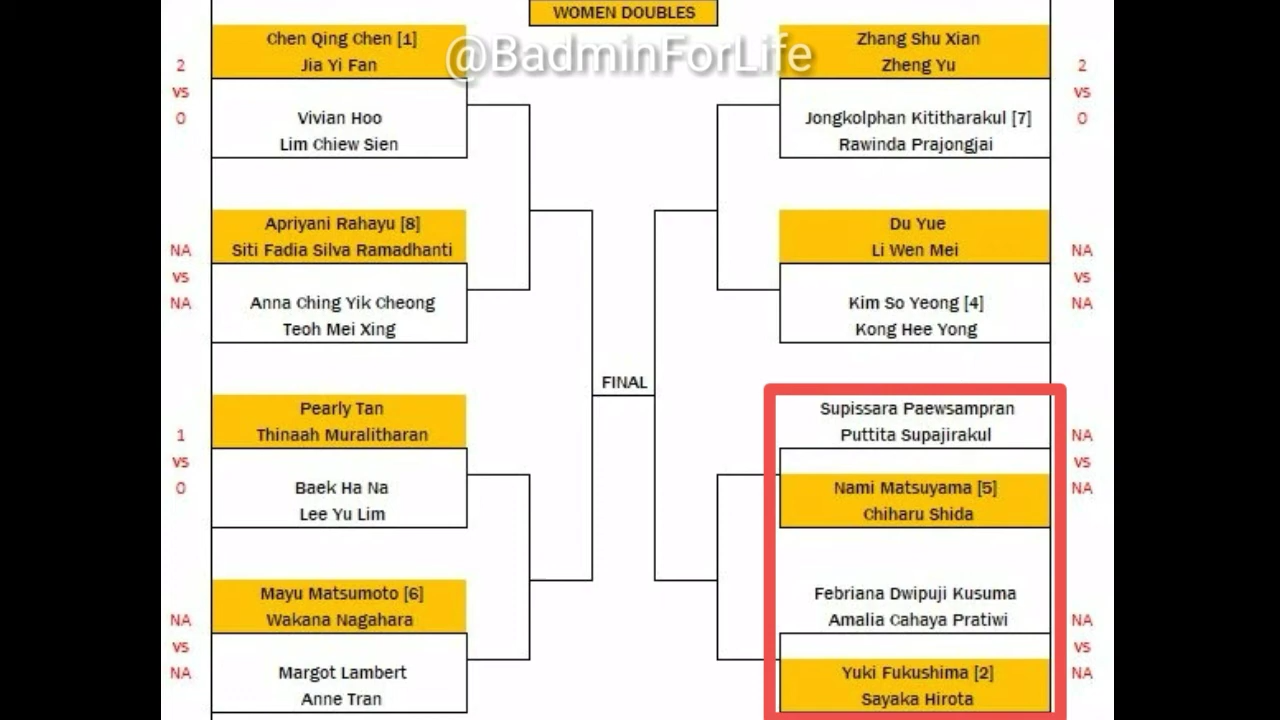 WOMEN DOUBLES
@BadminForLife
Chen Qing Chen [1]
Jia Yi Fan
2
vs
0
Vivian Hoo
Lim Chiew Sien
Apriyani Rahayu [8]
Siti Fadia Silva Ramadhanti
NA
vs
NA
Anna Ching Yik Cheong
Teoh Mei Xing
Pearly Tan
Thinaah Muralitharan
1
vs
0
Baek Ha Na
Lee Yu Lim
Mayu Matsumoto [6]
Wakana Nagahara
NA
vs
NA
Margot Lambert
Anne Tran
FINAL
Zhang Shu Xian
Zheng Yu
2
vs
0
Jongkolphan Kititharakul [7]
Rawinda Prajongjai
Du Yue
Li Wen Mei
NA
vs
NA
Kim So Yeong [4]
Kong Hee Yong
Supissara Paewsampran
Puttita Supajirakul
NA
vs
NA
Nami Matsuyama [5]
Chiharu Shida
Febriana Dwipuji Kusuma
Amalia Cahaya Pratiwi
NA
vs
NA
Yuki Fukushima [2]
Sayaka Hirota